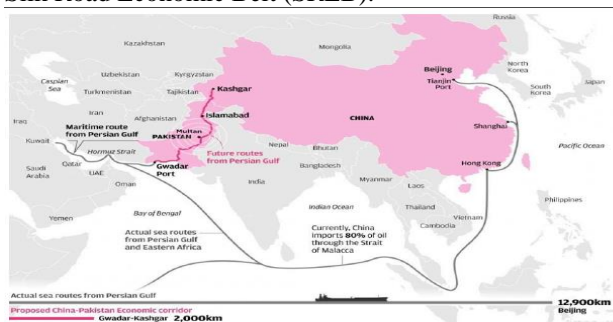 Silk Road Economic Belt (SREB).
Russia
Kazakhstan
Mongolia
Caspian
Sea
Uzbekistan
Kyrgyzstan
Turkmenistan
Tajikistan
Kashgar
Beijing
Tianjin
Port
North
Korea
South
Korea
Japan
Iraq
Iran
Afghanistan
Islamabad
CHINA
Kuwait
Maritime route
from Persian Gulf
PAKISTAN
Multan
Shanghai
Hormuz Strait
Future routes
from Persian Gulf
Nepal
Bhutan
Pacific Ocean
Saudi
Arabia
Qatar
UAE
Gwadar
Port
Bangladesh
Hong Kong
Oman
India
Myanmar
Laos
Yemen
Bay of Bengal
Indian Ocean
Thailand
Vietnam
Philippines
Cambodia
Actual sea routes
from Persian Gulf
and Eastern Africa
Currently, China
imports 80% of oil
through the Strait
of Malacca
Actual sea routes from Persian Gulf
12,900km
Beijing
Proposed China-Pakistan Economic corridor
Gwadar-Kashgar 2,000km